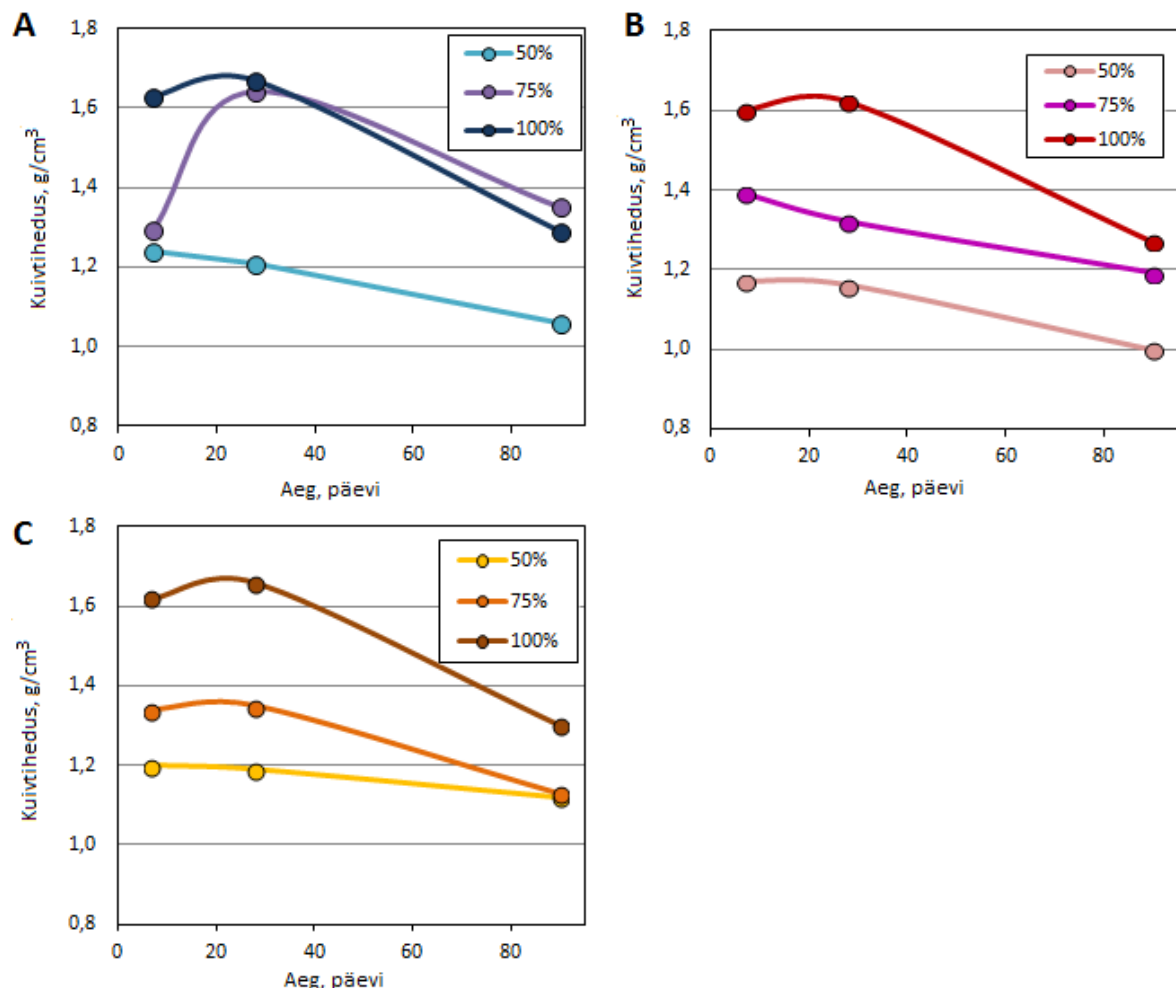 A
1,8
1,6
1,4
1,2
1,0
0,8
Kuivtihedus, g/cm³
50%
75%
100%
0 20 40 60 80
Aeg, päevi
B
1,8
1,6
1,4
1,2
1,0
0,8
Kuivtihedus, g/cm³
50%
75%
100%
0 20 40 60 80
Aeg, päevi
C
1,8
1,6
1,4
1,2
1,0
0,8
Kuivtihedus, g/cm³
50%
75%
100%
0 20 40 60 80
Aeg, päevi